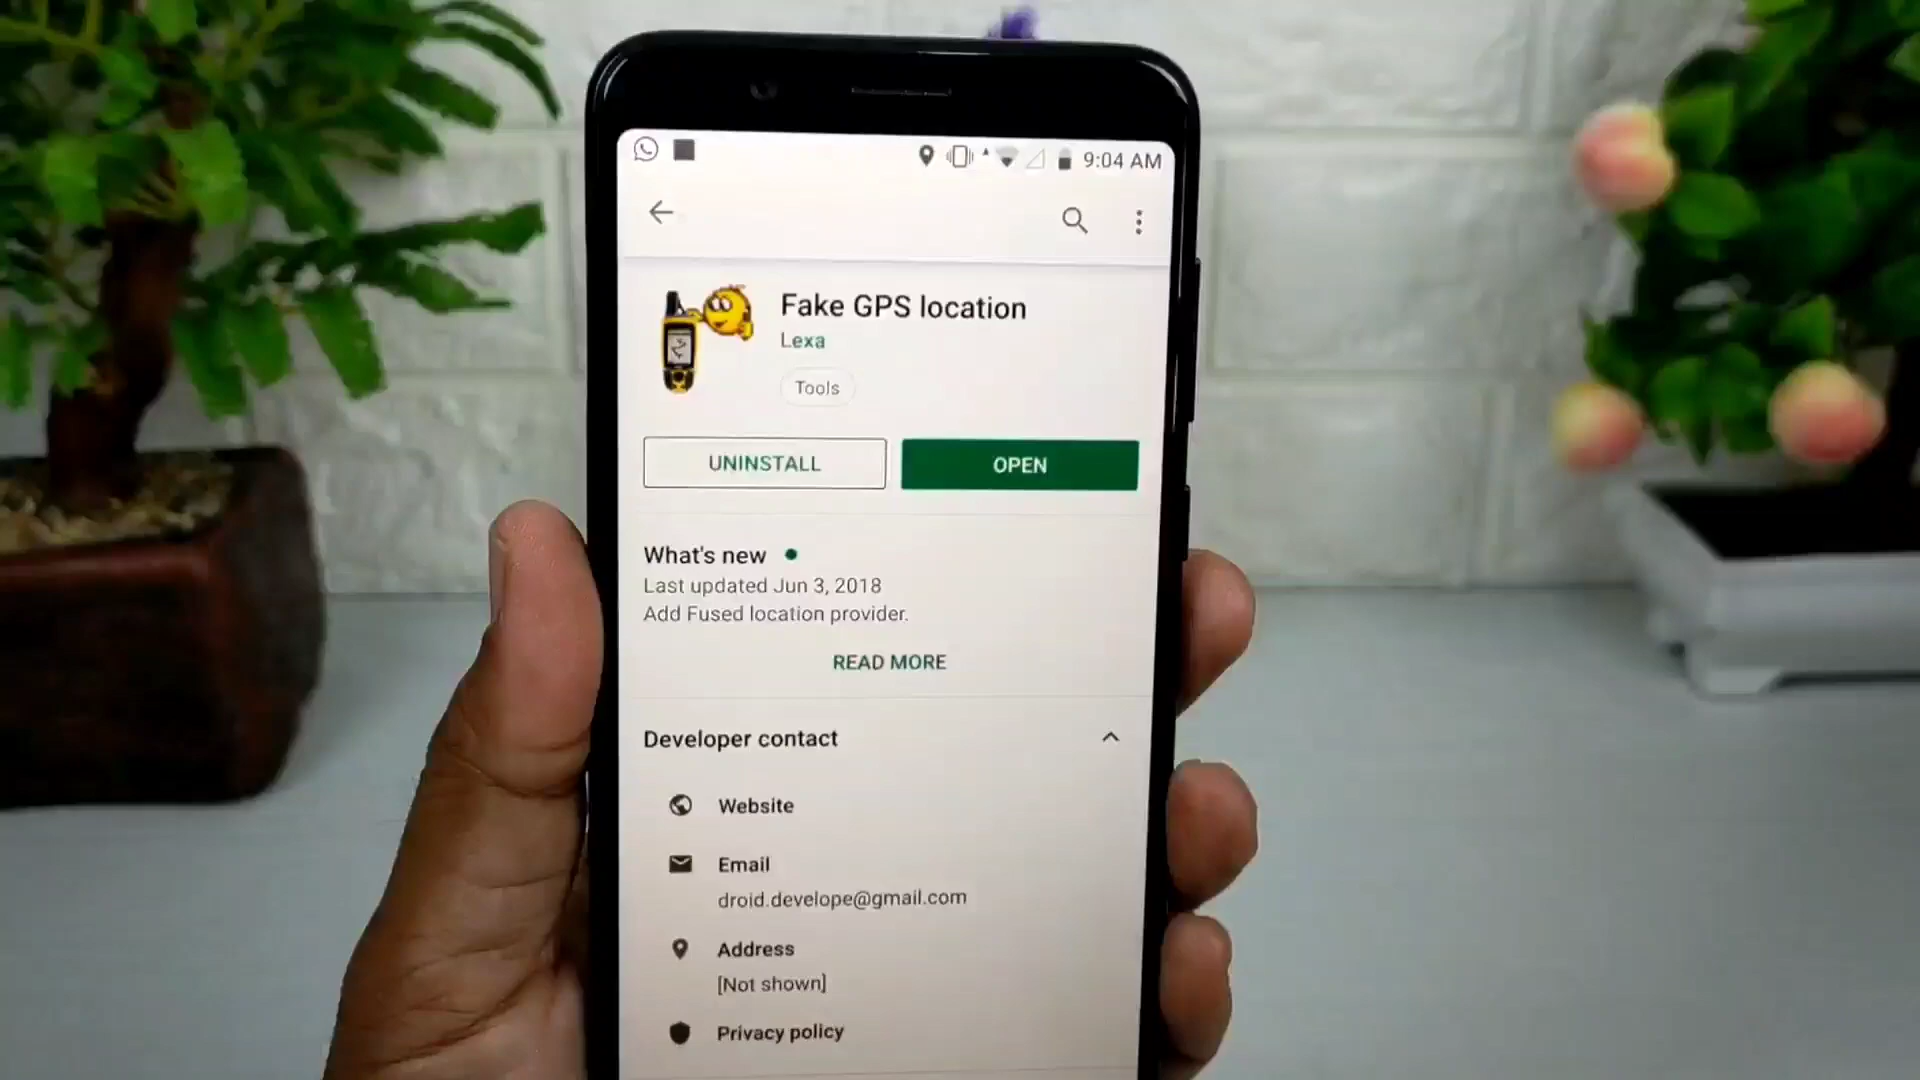 9:04 AM
Fake GPS location
Lexa
Tools
UNINSTALL
OPEN
What's new
Last updated Jun 3, 2018
Add Fused location provider.
READ MORE
Developer contact
Website
Email
droid.develope@gmail.com
Address
[Not shown]
Privacy policy